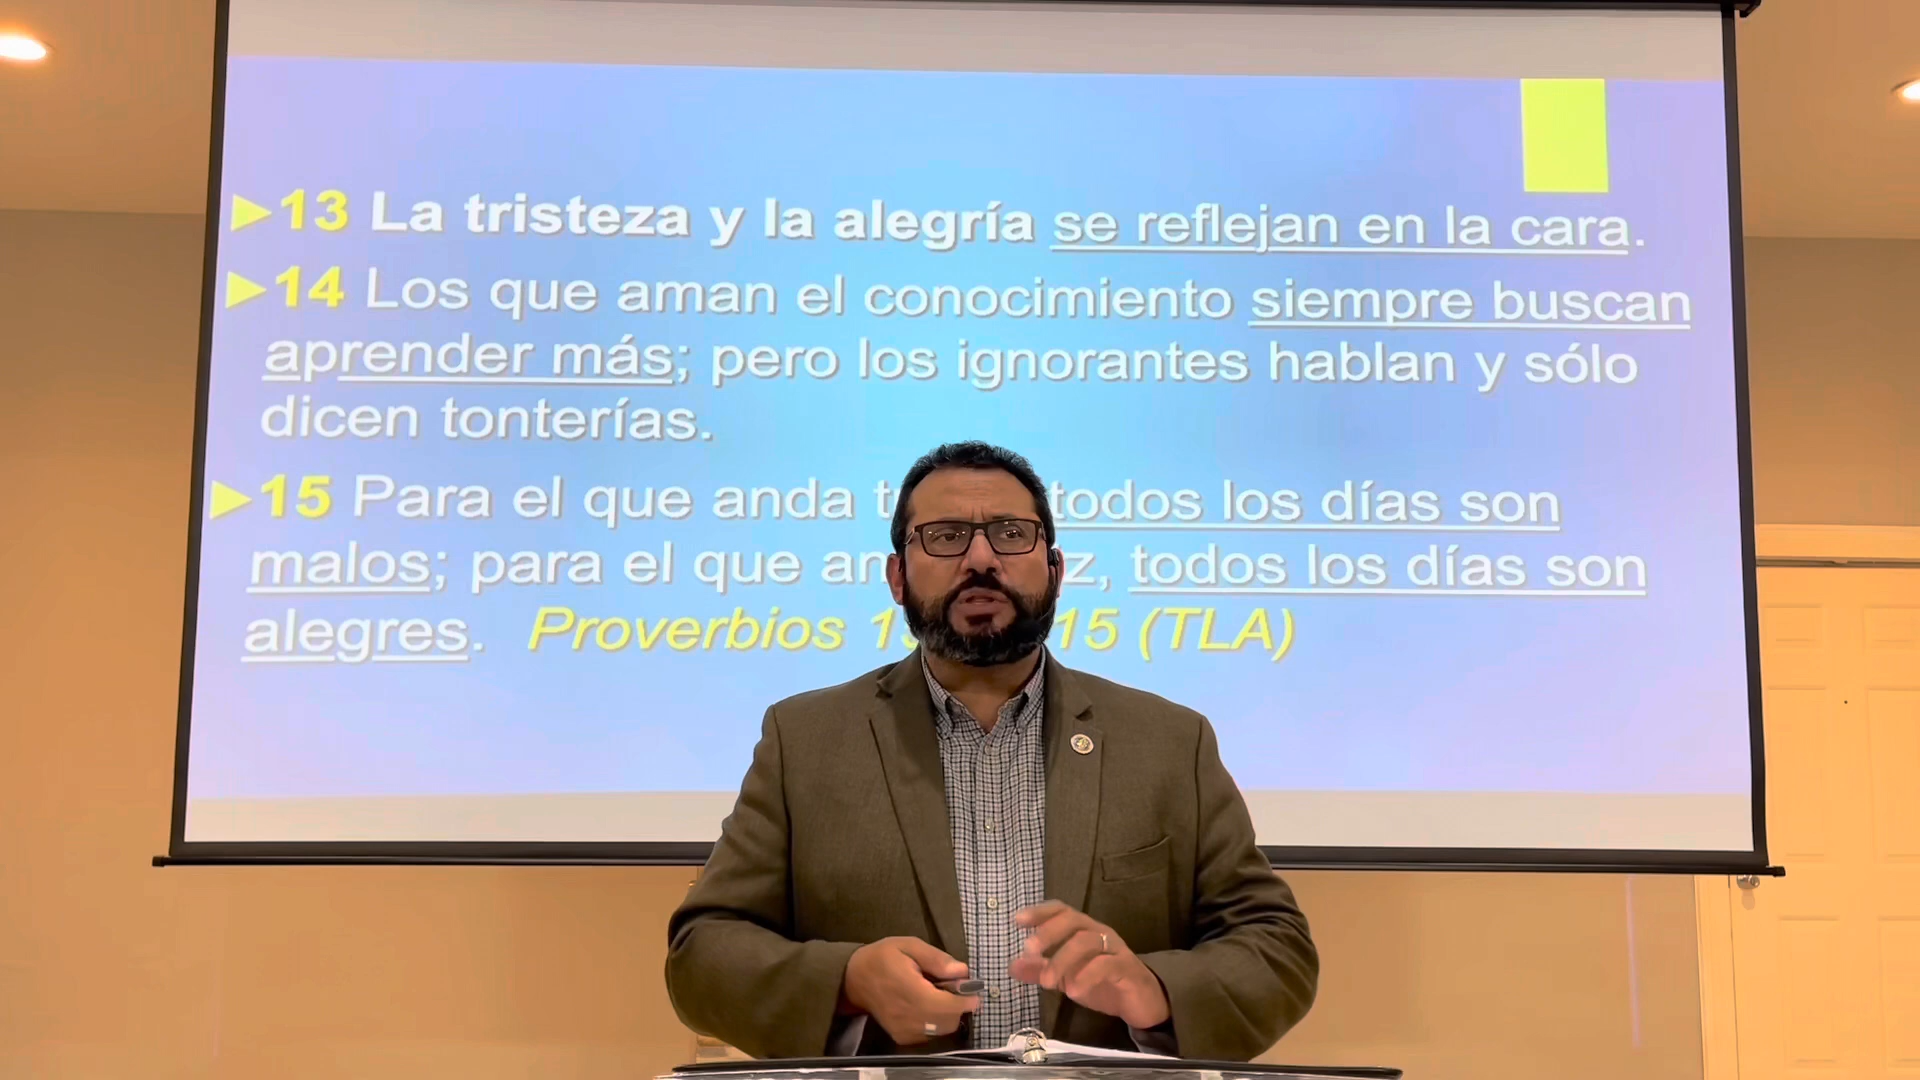 ►13 La tristeza y la alegría se reflejan en la cara.
►14 Los que aman el conocimiento siempre buscan
aprender más; pero los ignorantes hablan y sólo
dicen tonterías.
►15 Para el que anda todos los días son
malos; para el que todos los días son
alegres. Proverbios 15 (TLA)